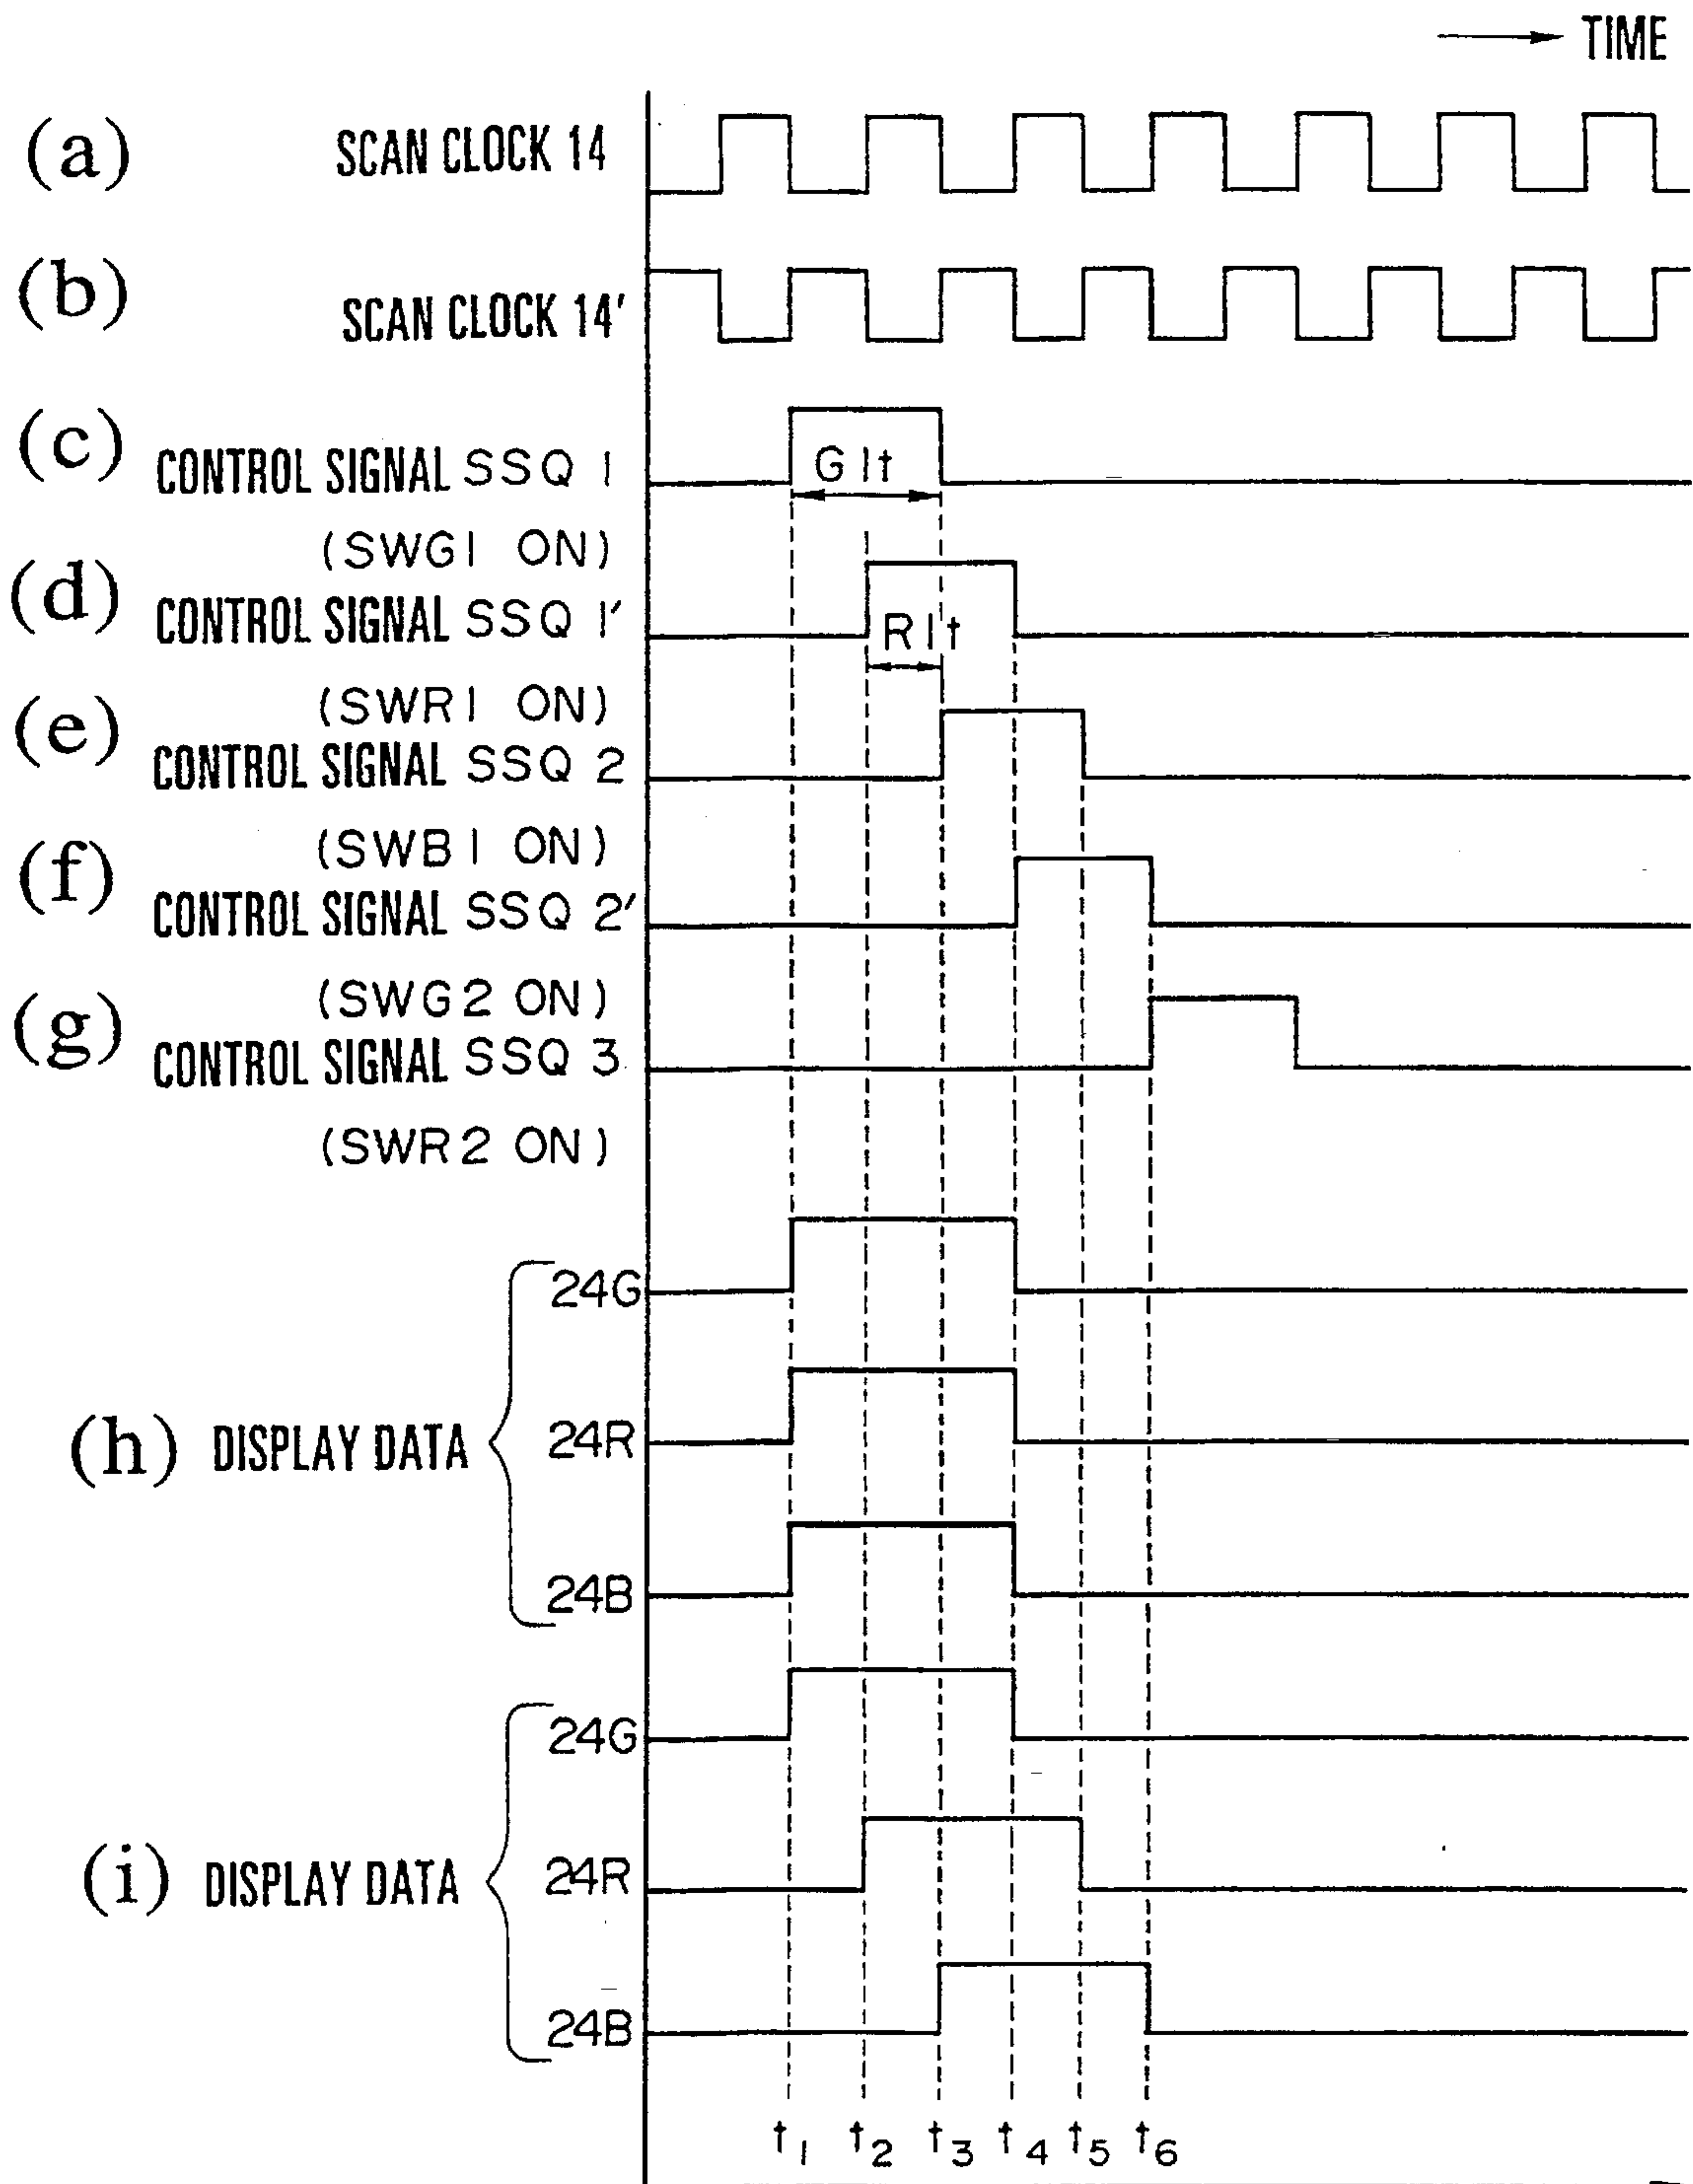 TIME
(a) SCAN CLOCK 14
(b) SCAN CLOCK 14'
(c) CONTROL SIGNAL SSQ 1
G1t
(SWG1 ON)
(d) CONTROL SIGNAL SSQ 1'
R1t
(SWR1 ON)
(e) CONTROL SIGNAL SSQ 2
(SWB1 ON)
(f) CONTROL SIGNAL SSQ 2'
(SWG2 ON)
(g) CONTROL SIGNAL SSQ 3
(SWR2 ON)
24G
(h) DISPLAY DATA 24R
24B
24G
(i) DISPLAY DATA 24R
24B
t1 t2 t3 t4 t5 t6